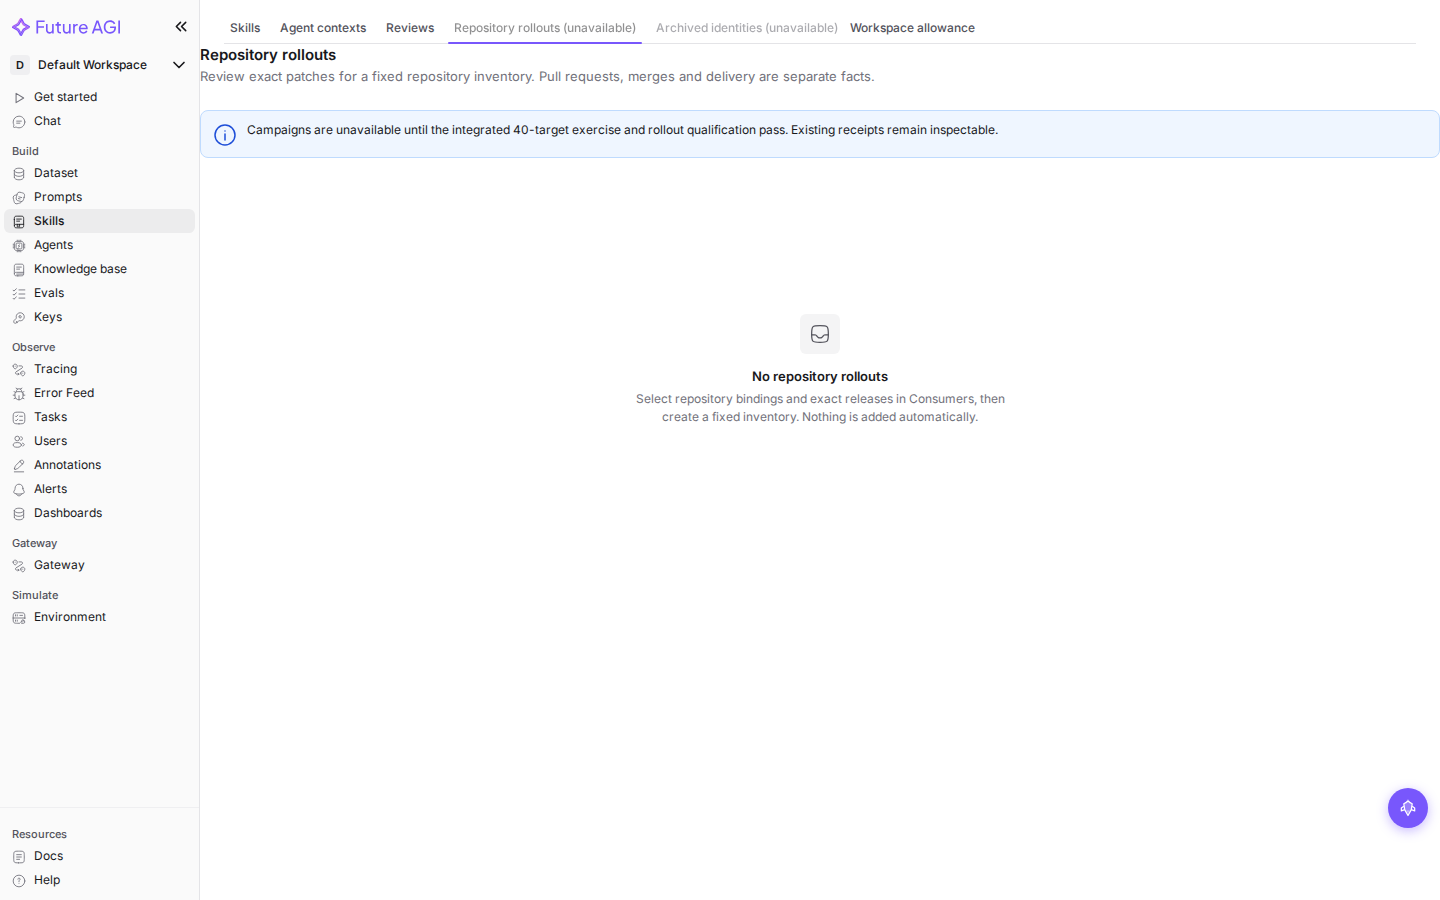 Future AGI
D Default Workspace
Get started
Chat
Build
Dataset
Prompts
Skills
Agents
Knowledge base
Evals
Keys
Observe
Tracing
Error Feed
Tasks
Users
Annotations
Alerts
Dashboards
Gateway
Gateway
Simulate
Environment
Resources
Docs
Help
Skills Agent contexts Reviews Repository rollouts (unavailable) Archived identities (unavailable) Workspace allowance
Repository rollouts
Review exact patches for a fixed repository inventory. Pull requests, merges and delivery are separate facts.
Campaigns are unavailable until the integrated 40-target exercise and rollout qualification pass. Existing receipts remain inspectable.
No repository rollouts
Select repository bindings and exact releases in Consumers, then
create a fixed inventory. Nothing is added automatically.